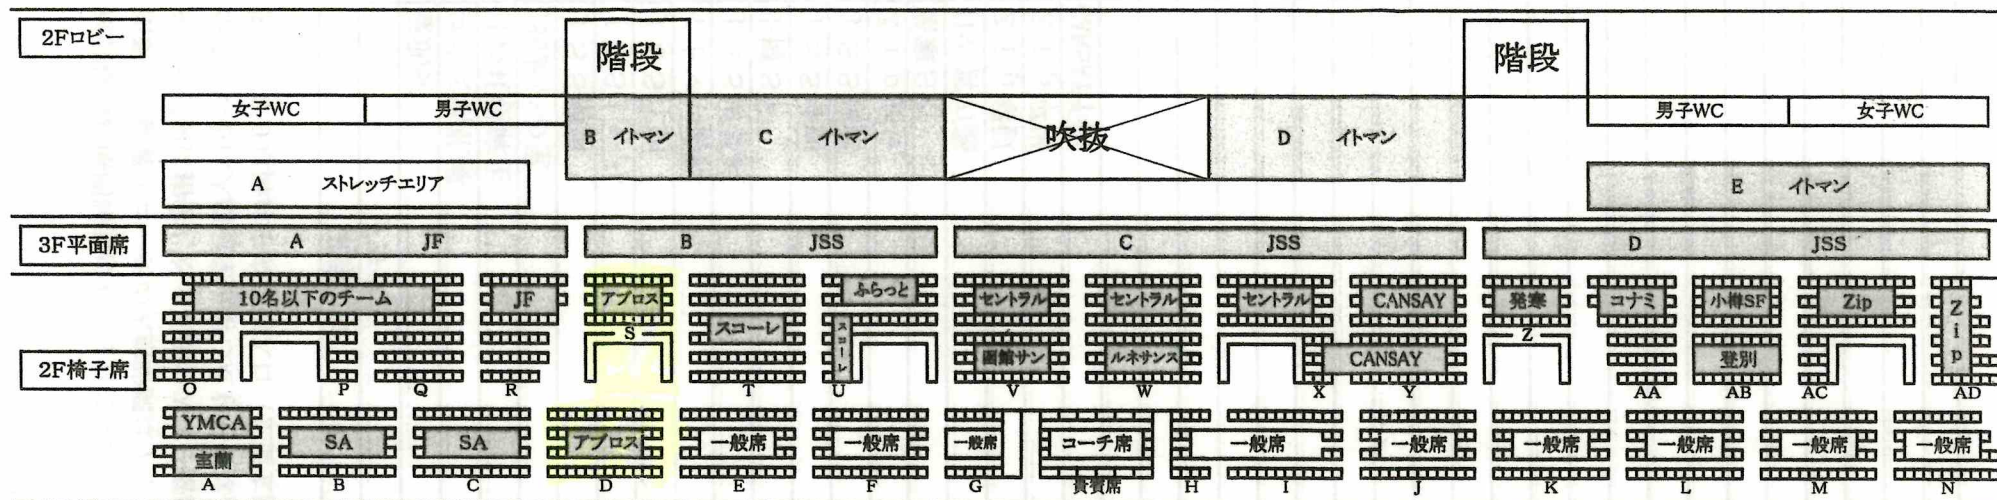 2Fロビー
階段 階段
女子WC 男子WC 男子WC 女子WC
B イトマン C イトマン 吹抜 D イトマン
A ストレッチエリア E イトマン
3F平面席 A JF B JSS C JSS D JSS
ふらっと
10名以下のチーム JF アプロス セントラル セントラル セントラル CANSAY 発寒 コナミ 小樽SF Zip Zip
スコーレ スコーレ
S Z
2F椅子席 函館サン ルネサンス CANSAY 登別
O P Q R T U V W X Y AA AB AC AD
YMCA
SA SA アプロス 一般席 一般席 一般席 コーチ席 一般席 一般席 一般席 一般席 一般席 一般席
室蘭
A B C D E F G 貴賓席 H I J K L M N